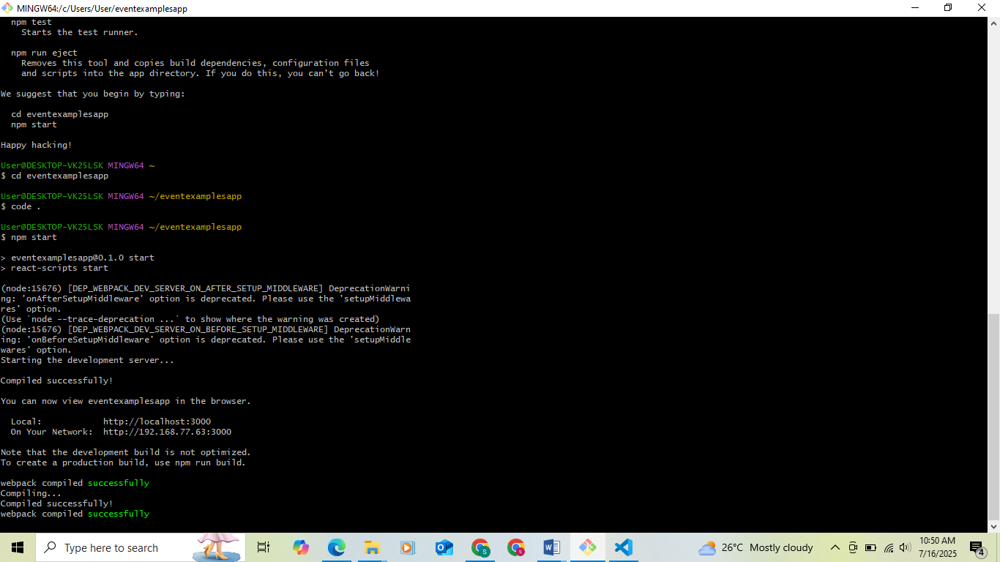 MINGW64:/c/Users/User/eventexamplesapp
npm test
Starts the test runner.
npm run eject
Removes this tool and copies build dependencies, configuration files
and scripts into the app directory. If you do this, you can't go back!
We suggest that you begin by typing:
cd eventexamplesapp
npm start
Happy hacking!
User@DESKTOP-VK25LSK MINGW64 ~
$ cd eventexamplesapp
User@DESKTOP-VK25LSK MINGW64 ~/eventexamplesapp
$ code .
User@DESKTOP-VK25LSK MINGW64 ~/eventexamplesapp
$ npm start
> eventexamplesapp@0.1.0 start
> react-scripts start
(node:15676) [DEP_WEBPACK_DEV_SERVER_ON_AFTER_SETUP_MIDDLEWARE] DeprecationWarni
ng: 'onAfterSetupMiddleware' option is deprecated. Please use the 'setupMiddlewa
res' option.
(Use `node --trace-deprecation ...` to show where the warning was created)
(node:15676) [DEP_WEBPACK_DEV_SERVER_ON_BEFORE_SETUP_MIDDLEWARE] DeprecationWarn
ing: 'onBeforeSetupMiddleware' option is deprecated. Please use the 'setupMiddle
wares' option.
Starting the development server...
Compiled successfully!
You can now view eventexamplesapp in the browser.
Local: http://localhost:3000
On Your Network: http://192.168.77.63:3000
Note that the development build is not optimized.
To create a production build, use npm run build.
webpack compiled successfully
Compiling...
Compiled successfully!
webpack compiled successfully
Type here to search
26°C Mostly cloudy
10:50 AM
7/16/2025
4